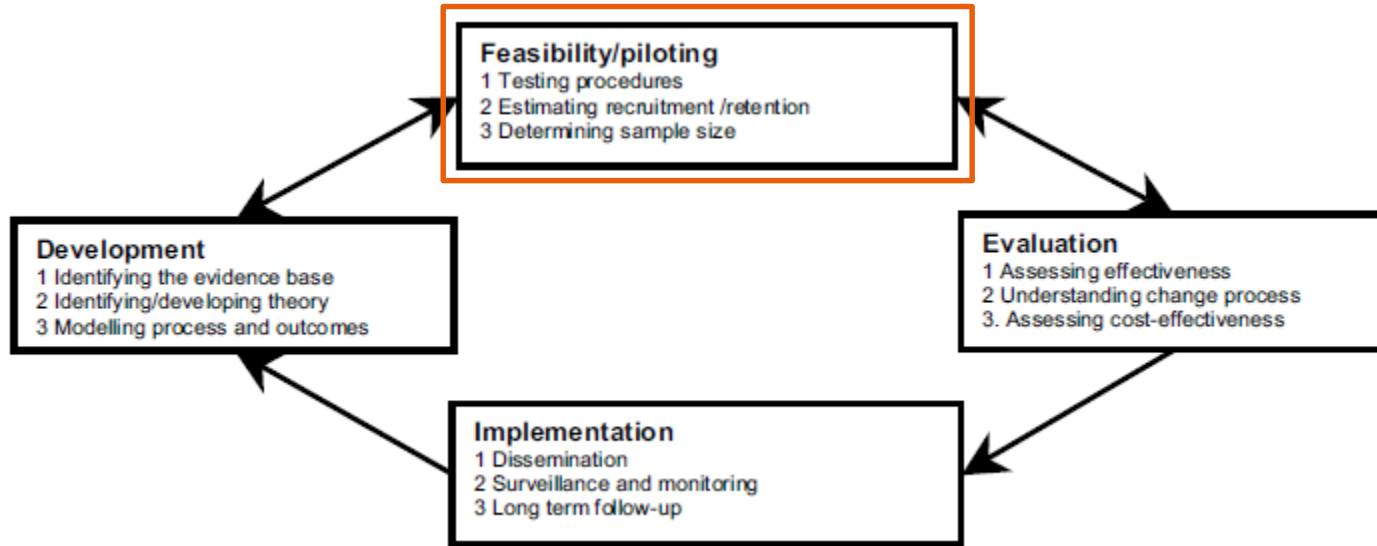 Feasibility/piloting
1 Testing procedures
2 Estimating recruitment /retention
3 Determining sample size
Development
1 Identifying the evidence base
2 Identifying/developing theory
3 Modelling process and outcomes
Evaluation
1 Assessing effectiveness
2 Understanding change process
3. Assessing cost-effectiveness
Implementation
1 Dissemination
2 Surveillance and monitoring
3 Long term follow-up